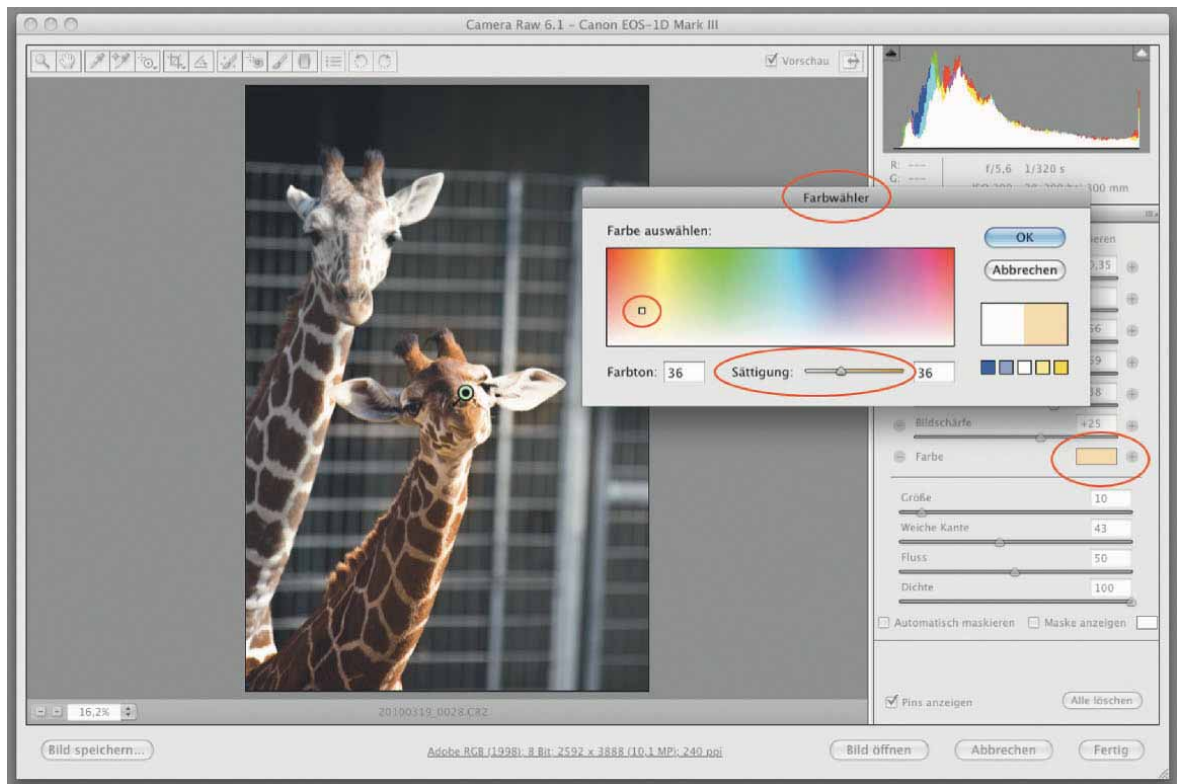 Camera Raw 6.1 – Canon EOS-1D Mark III
Vorschau
R: ---
G: ---
f/5,6 1/320 s
Farbwähler
Farbe auswählen:
OK
Abbrechen
Farbton: 36 Sättigung: 36
Bildschärfe +25
Farbe
Größe 10
Weiche Kante 43
Fluss 50
Dichte 100
Automatisch maskieren Maske anzeigen
Pins anzeigen Alle löschen
16,2% 20100319_0028.CR2
Bild speichern... Adobe RGB (1998); 8 Bit; 2592 x 3888 (10,1 MP); 240 ppi Bild öffnen Abbrechen Fertig